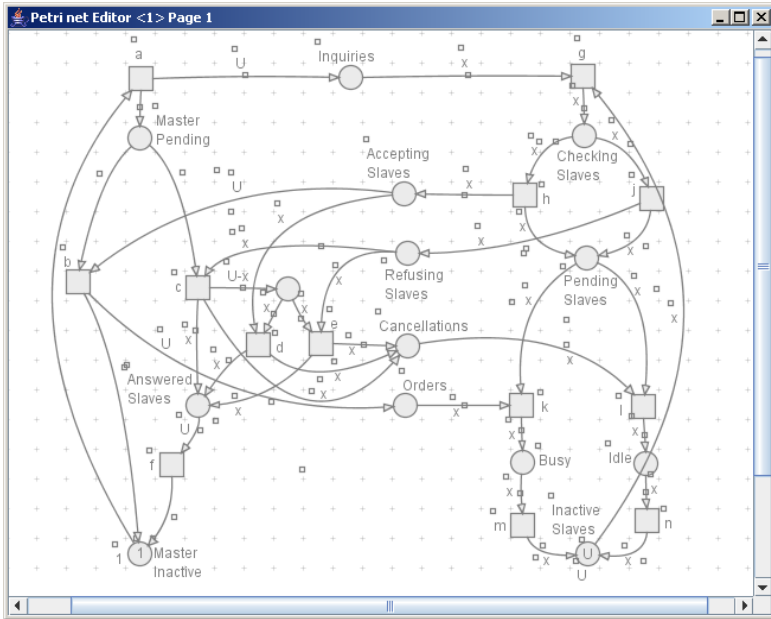 Petri net Editor <1> Page 1
a
U
Inquiries
x
g
Master
Pending
x
x
x
Checking
Slaves
Accepting
Slaves
U
x
h
j
x
x
x
x
x
b
c
U-x
Refusing
Slaves
Pending
Slaves
x
x
x
x
x
x
U
x
d
e
x
Cancellations
x
x
x
Answered
Slaves
U
x
Orders
x
k
l
x
x
f
Busy
Idle
x
x
m
Inactive
Slaves
n
1
1
Master
Inactive
x
U
U
x